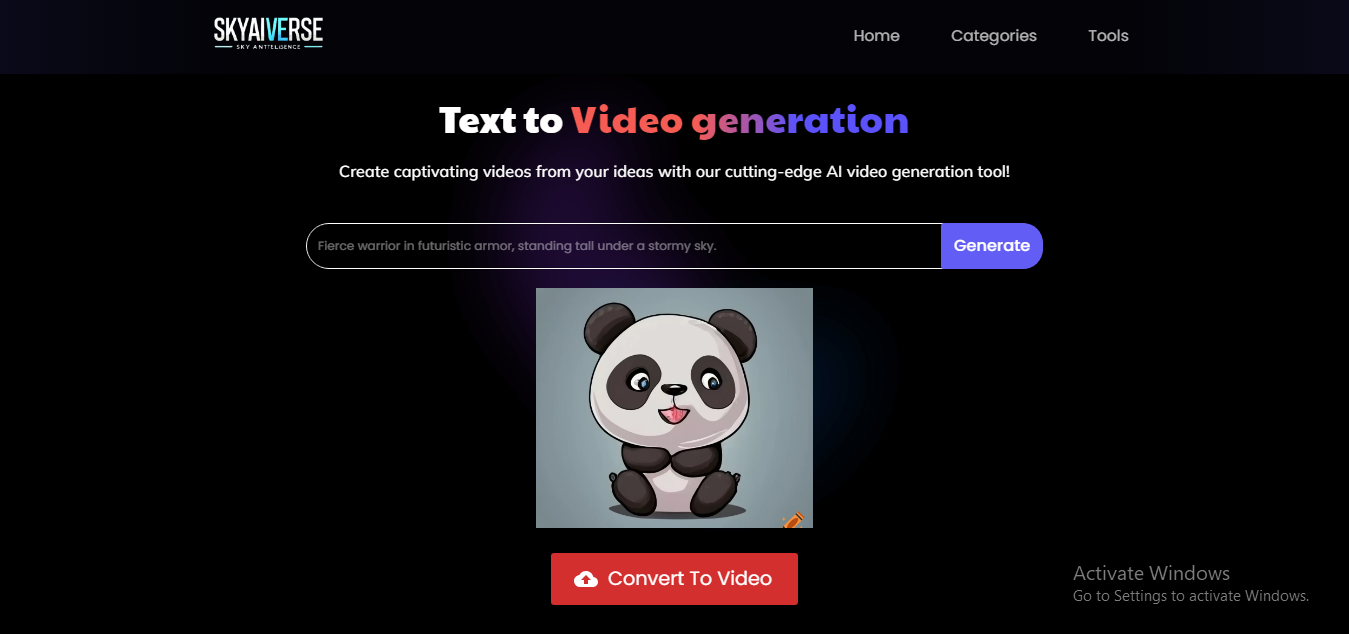 SKYAIVERSE
SKY ANTTELIGENCE
Home Categories Tools
Text to Video generation
Create captivating videos from your ideas with our cutting-edge AI video generation tool!
Fierce warrior in futuristic armor, standing tall under a stormy sky.
Generate
Convert To Video
Activate Windows
Go to Settings to activate Windows.